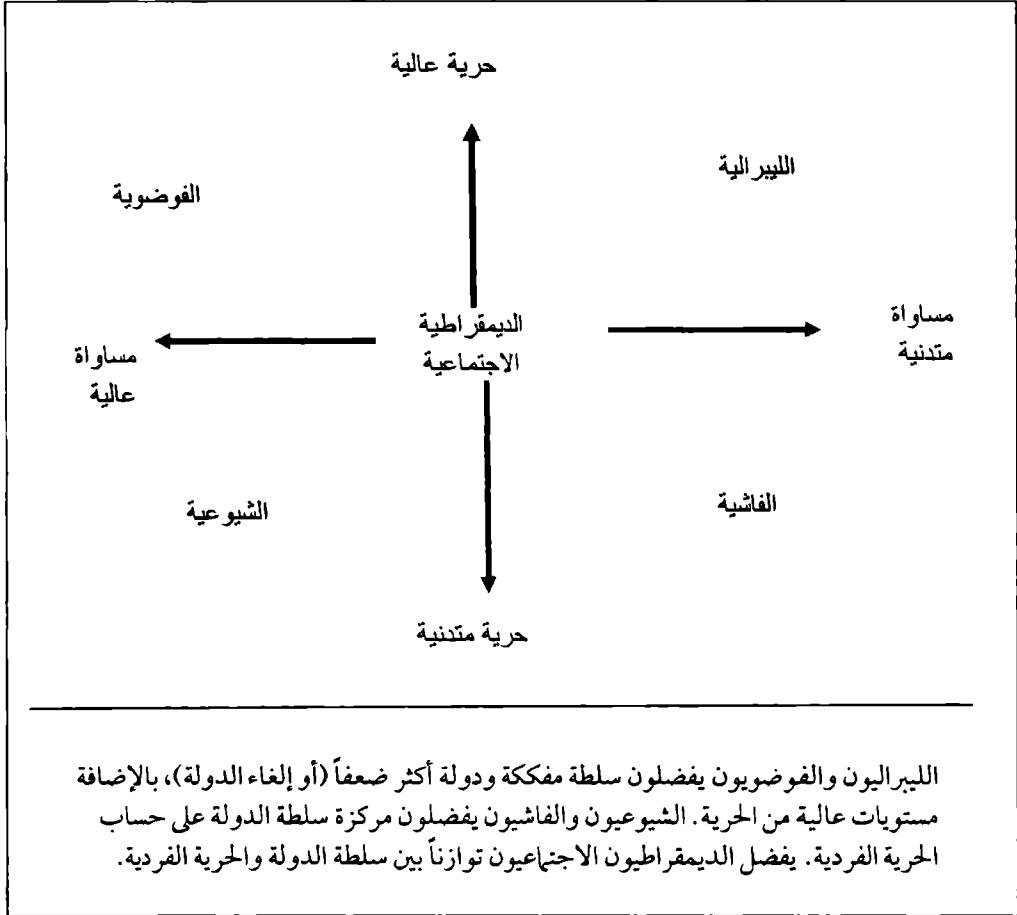 حرية عالية
الليبرالية
الفوضوية
مساواة
متدنية
الديمقراطية
الاجتماعية
مساواة
عالية
الشيوعية
الفاشية
حرية متدنية
الليبراليون والفوضويون يفضلون سلطة مفككة ودولة أكثر ضعفاً (أو إلغاء الدولة)، بالإضافة
مستويات عالية من الحرية. الشيوعيون والفاشيون يفضلون مركزة سلطة الدولة على حساب
الحرية الفردية. يفضل الديمقراطيون الاجتماعيون توازناً بين سلطة الدولة والحرية الفردية.